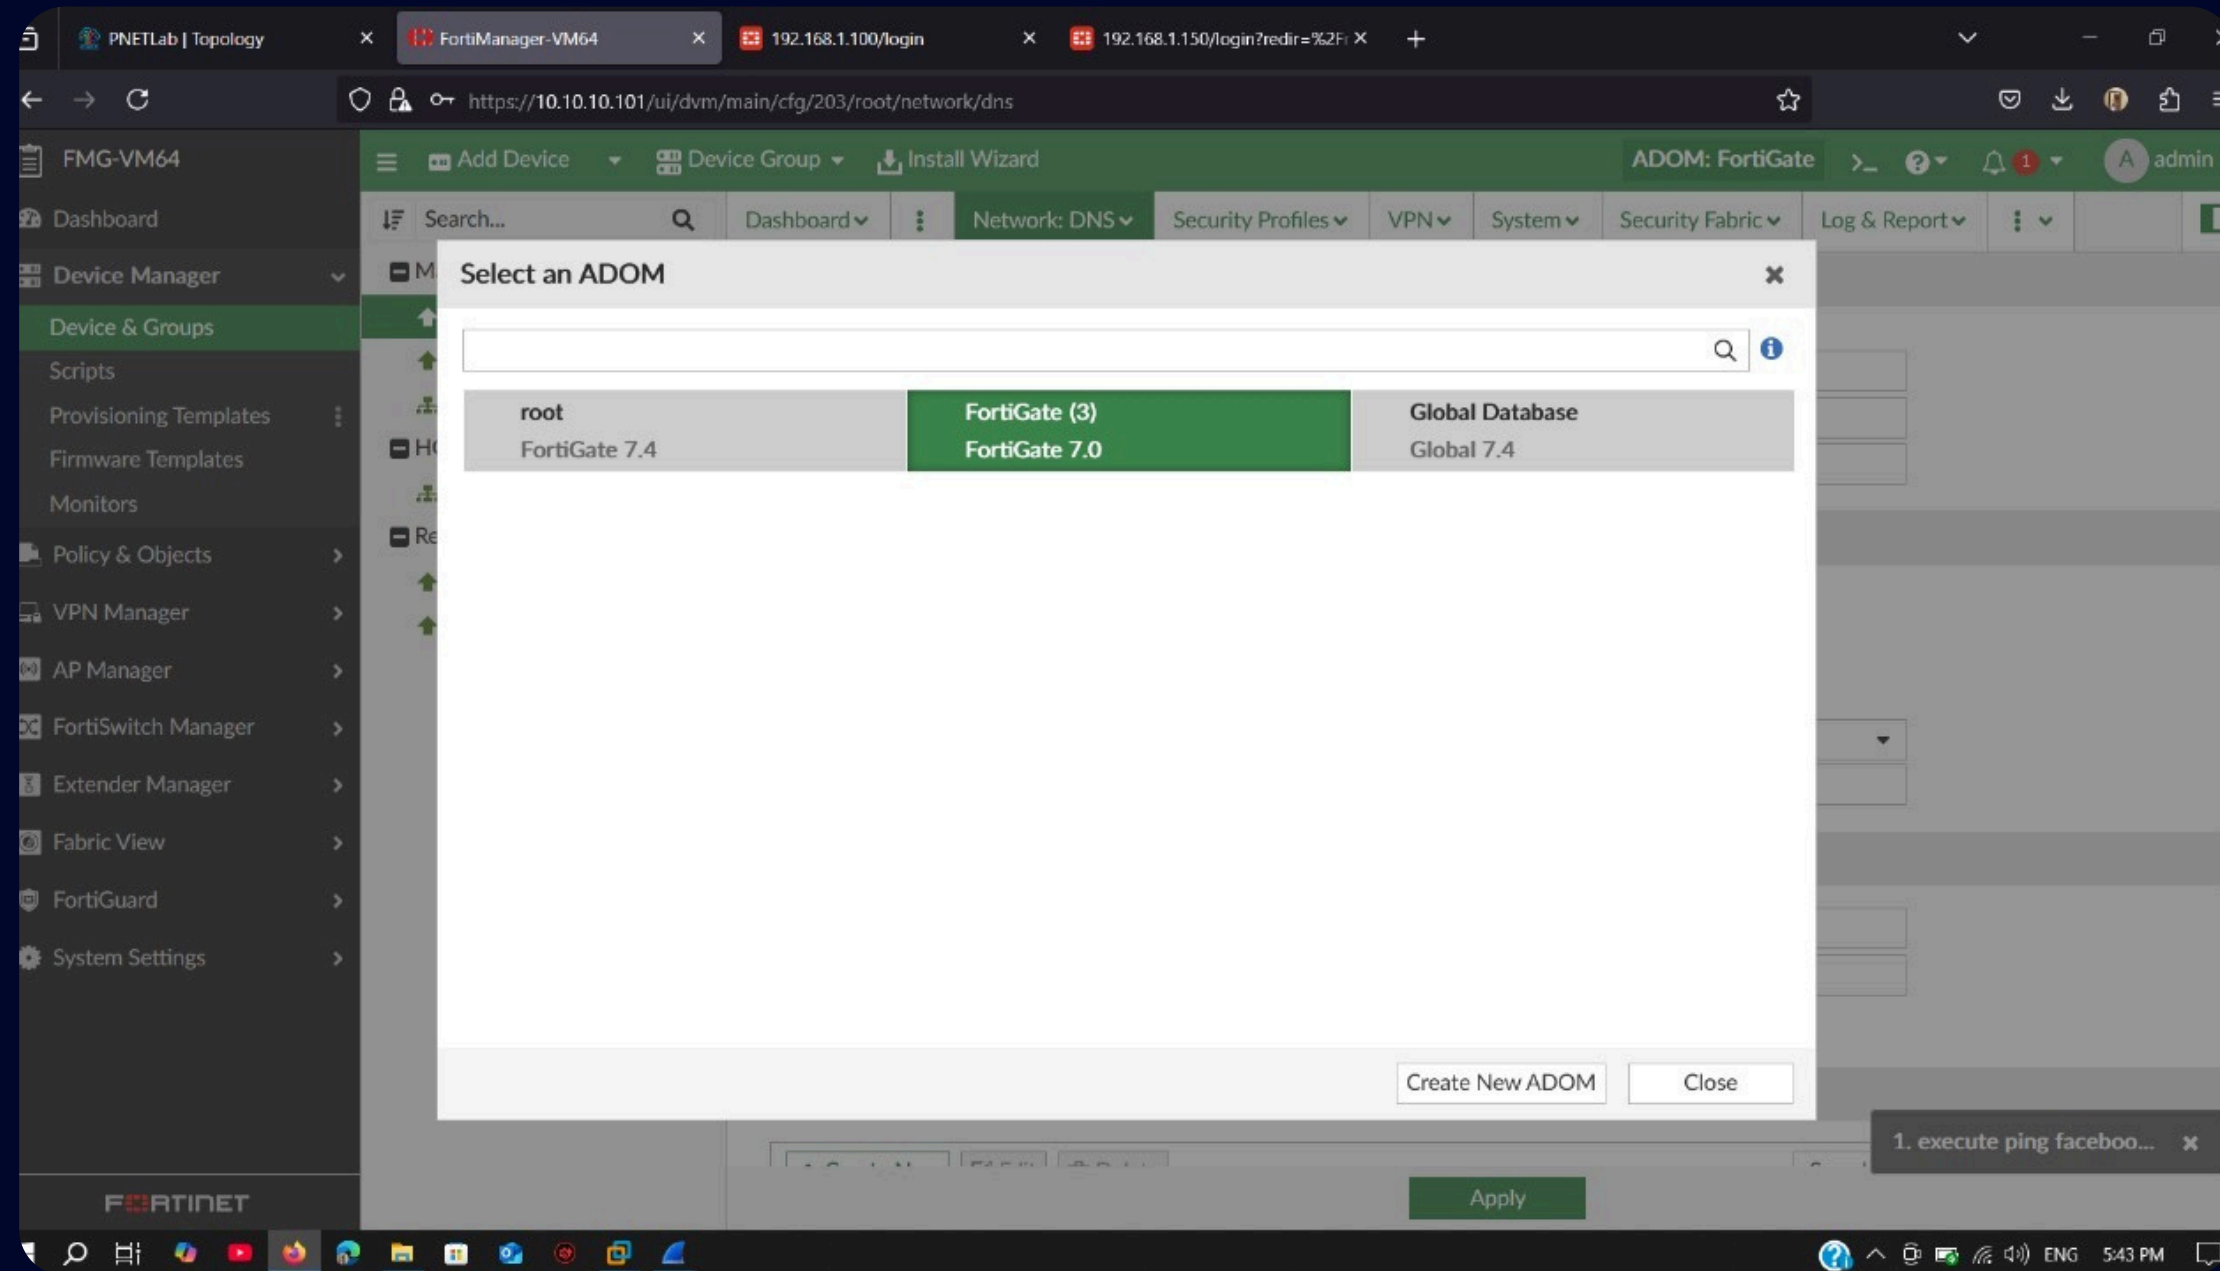 PNETLab | Topology
FortiManager-VM64
192.168.1.100/login
192.168.1.150/login?redir=%2F
https://10.10.10.101/ui/dvm/main/cfg/203/root/network/dns
FMG-VM64
Add Device
Device Group
Install Wizard
ADOM: FortiGate
>_
1
A
admin
Dashboard
Search...
Dashboard
Network: DNS
Security Profiles
VPN
System
Security Fabric
Log & Report
Device Manager
Device & Groups
Scripts
Provisioning Templates
Firmware Templates
Monitors
Policy & Objects
VPN Manager
AP Manager
FortiSwitch Manager
Extender Manager
Fabric View
FortiGuard
System Settings
FORTINET
Select an ADOM
root
FortiGate 7.4
FortiGate (3)
FortiGate 7.0
Global Database
Global 7.4
Create New ADOM
Close
1. execute ping faceboo...
Apply
ENG
5:43 PM